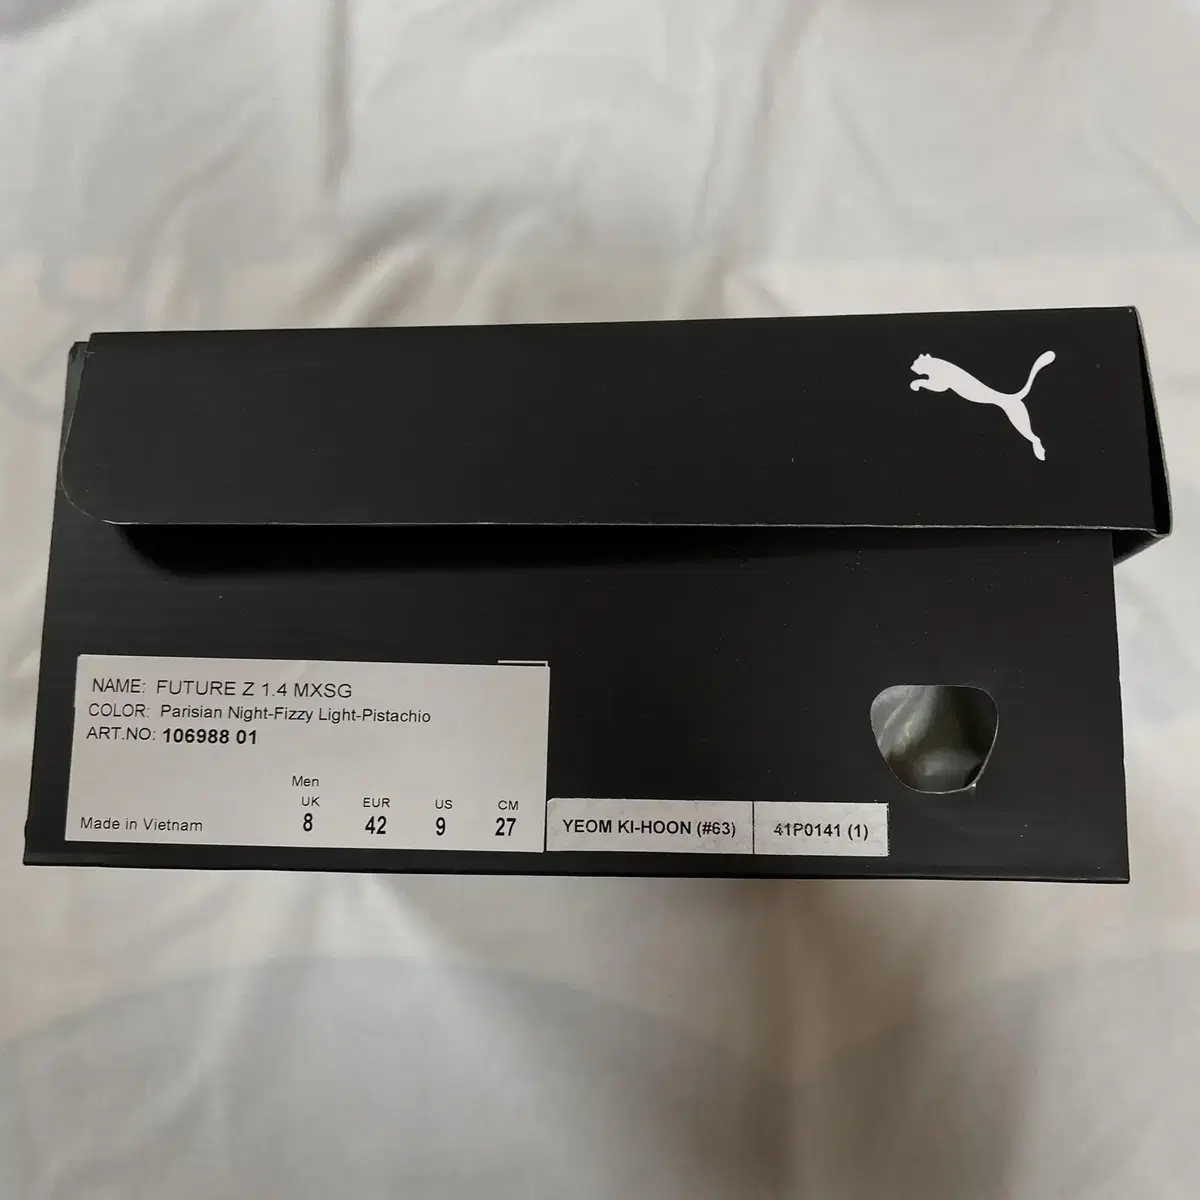 NAME: FUTURE Z 1.4 MXSG
COLOR: Parisian Night-Fizzy Light-Pistachio
ART.NO: 106988 01
Men
UK EUR US CM
Made in Vietnam 8 42 9 27
YEOM KI-HOON (#63) 41P0141 (1)